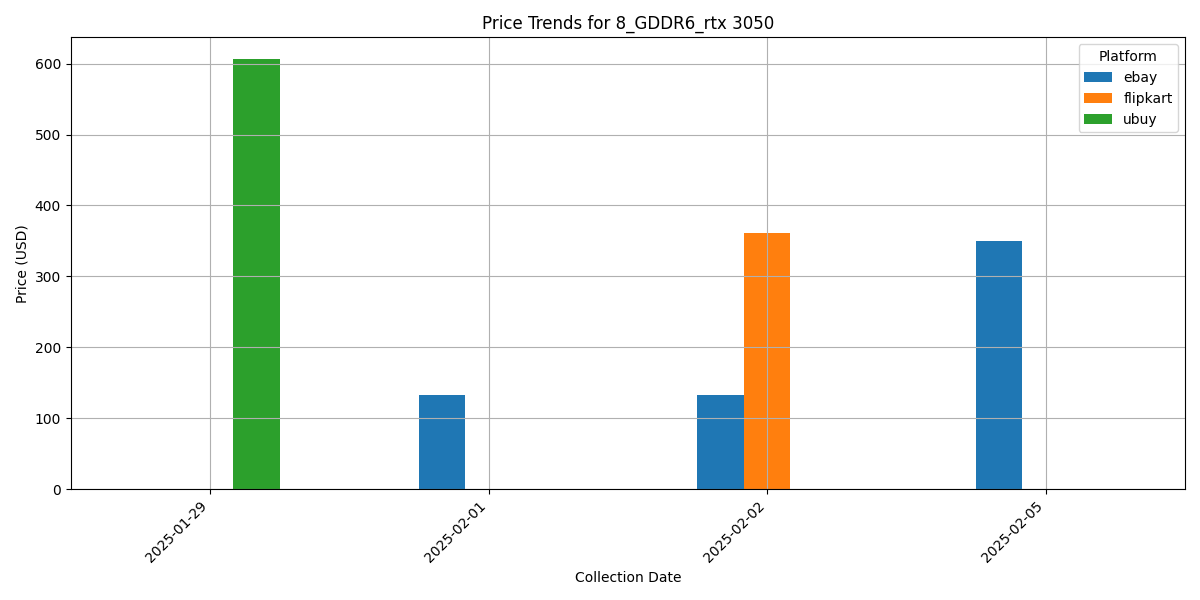 Price Trends for 8_GDDR6_rtx 3050
Platform
ebay
flipkart
ubuy
600
500
400
300
200
100
0
Price (USD)
2025-01-29
2025-02-01
2025-02-02
2025-02-05
Collection Date